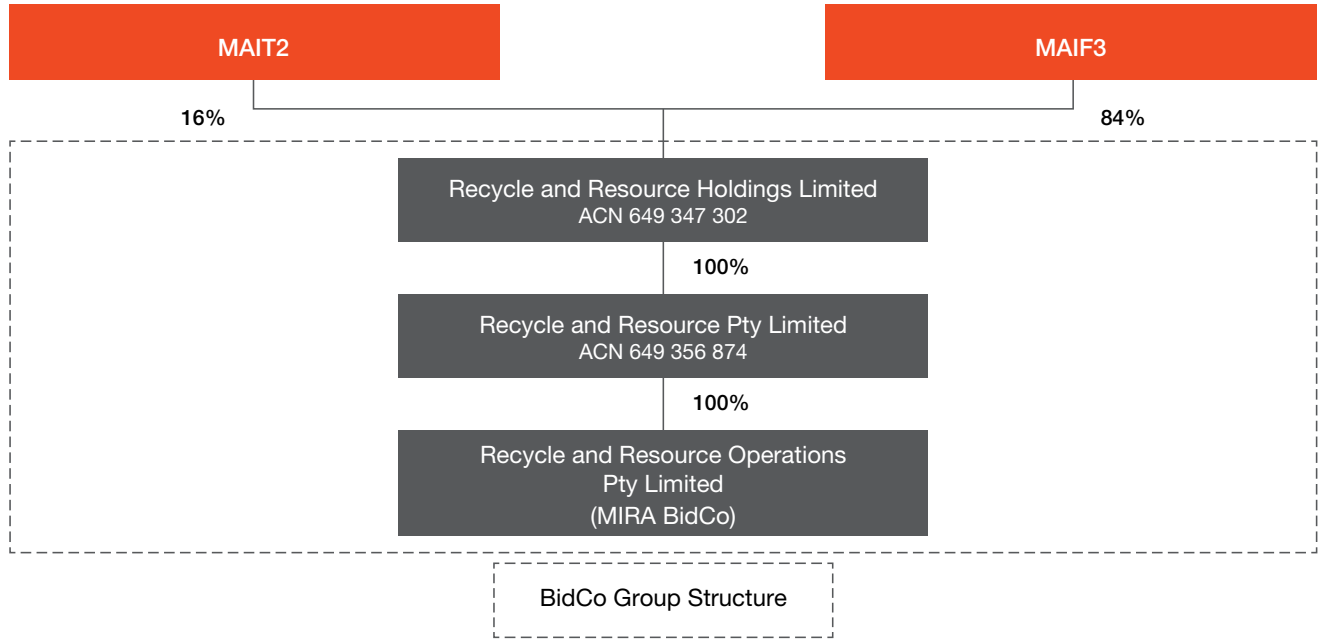 MAIT2
MAIF3
16%
84%
Recycle and Resource Holdings Limited
ACN 649 347 302
100%
Recycle and Resource Pty Limited
ACN 649 356 874
100%
Recycle and Resource Operations
Pty Limited
(MIRA BidCo)
BidCo Group Structure